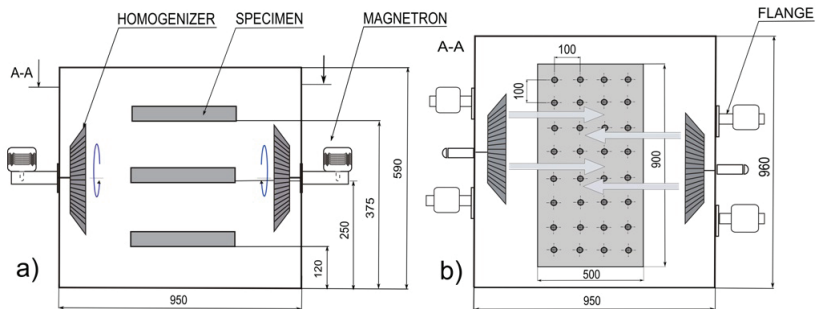 HOMOGENIZER
SPECIMEN
MAGNETRON
A-A
590
375
250
120
a)
950
FLANGE
A-A
100
100
900
960
500
b)
950